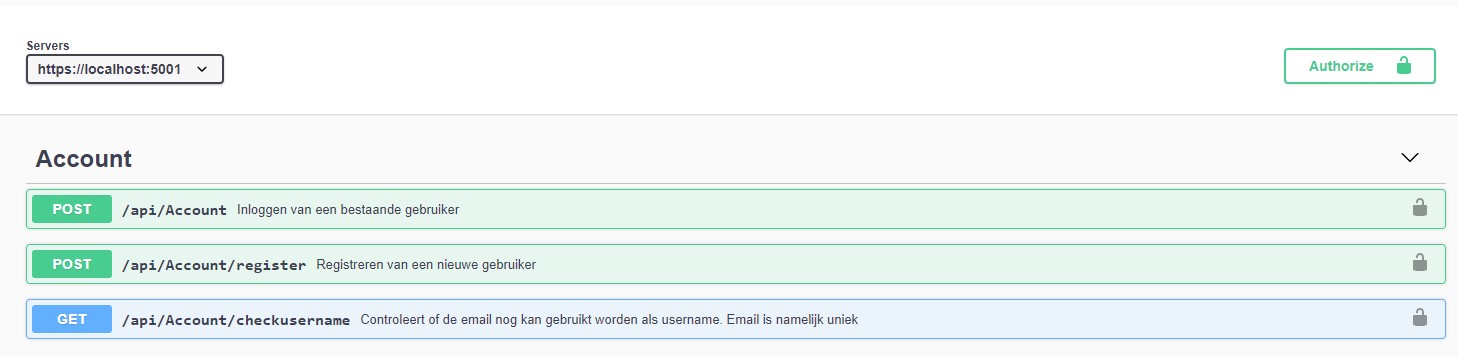 Servers
https://localhost:5001
Authorize
Account
POST /api/Account Inloggen van een bestaande gebruiker
POST /api/Account/register Registreren van een nieuwe gebruiker
GET /api/Account/checkusername Controleert of de email nog kan gebruikt worden als username. Email is namelijk uniek